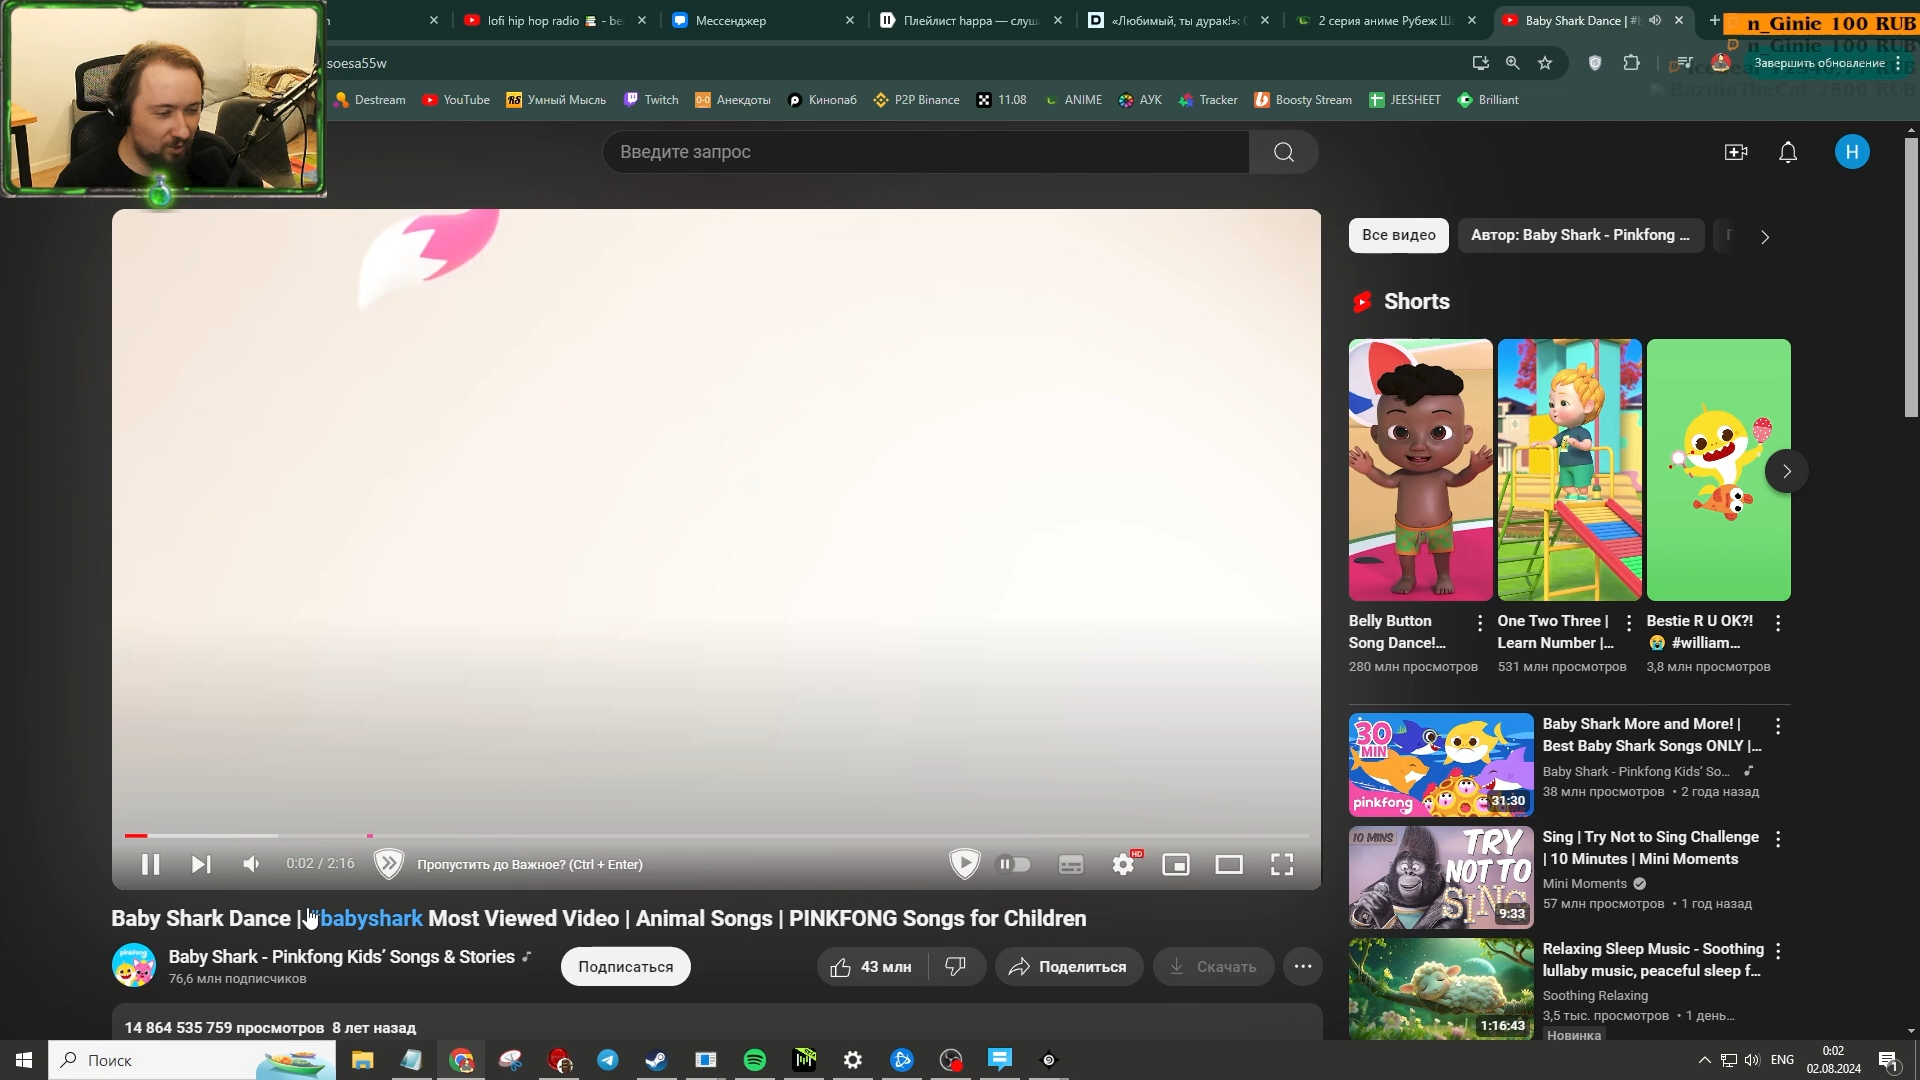 lofi hip hop radio 📚 - be
Мессенджер
Плейлист happa — слуш
«Любимый, ты дурак!»:
2 серия аниме Рубеж Ш
Baby Shark Dance | #
n_Ginie 100 RUB
n_Ginie 100 RUB
soesa55w
Завершить обновление
BazilioTheCat 2500 RUB
Destream
YouTube
Умный Мысль
Twitch
Анекдоты
Кинопаб
P2P Binance
11.08
ANIME
АУК
Tracker
Boosty Stream
JEESHEET
Brilliant
Введите запрос
H
Все видео
Автор: Baby Shark - Pinkfong ...
Shorts
Belly Button
Song Dance!...
280 млн просмотров
One Two Three |
Learn Number |...
531 млн просмотров
Bestie R U OK?!
😭 #william...
3,8 млн просмотров
30
MIN
pinkfong
31:30
Baby Shark More and More! |
Best Baby Shark Songs ONLY |...
Baby Shark - Pinkfong Kids’ So...
38 млн просмотров • 2 года назад
10 MINS
TRY
NOT TO
SING
9:33
Sing | Try Not to Sing Challenge
| 10 Minutes | Mini Moments
Mini Moments
57 млн просмотров • 1 год назад
1:16:43
Relaxing Sleep Music - Soothing
lullaby music, peaceful sleep f...
Soothing Relaxing
3,5 тыс. просмотров • 1 день...
Новинка
0:02 / 2:16
Пропустить до Важное? (Ctrl + Enter)
HD
Baby Shark Dance | #babyshark Most Viewed Video | Animal Songs | PINKFONG Songs for Children
Baby Shark - Pinkfong Kids’ Songs & Stories
76,6 млн подписчиков
Подписаться
43 млн
Поделиться
Скачать
14 864 535 759 просмотров 8 лет назад
Поиск
ENG
0:02
02.08.2024
1